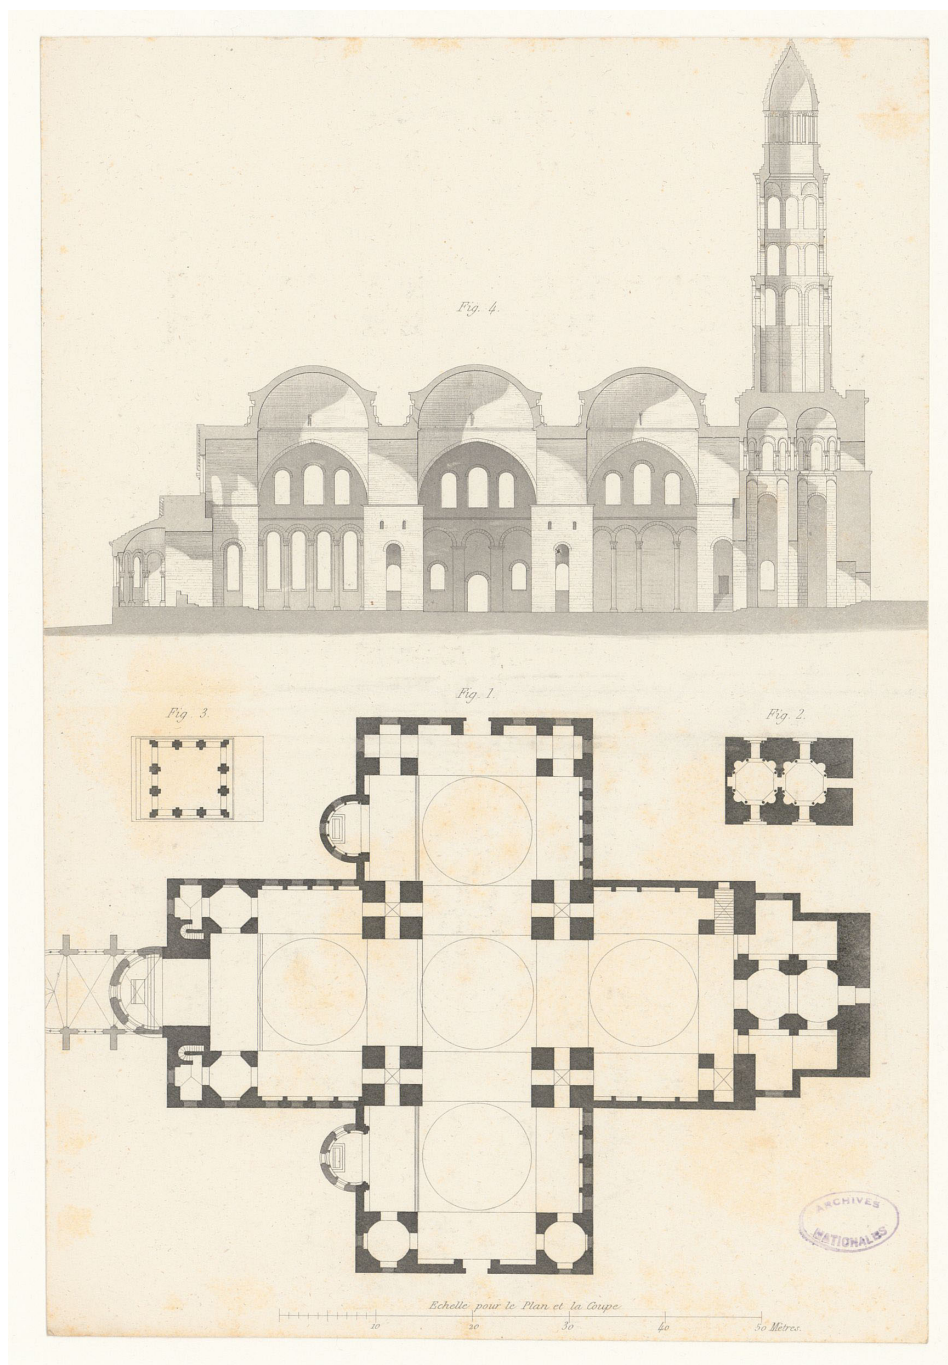 Fig. 4.
Fig. 1.
Fig. 3.
Fig. 2.
ARCHIVES
NATIONALES
Echelle pour le Plan et la Coupe
10 20 30 40 50 Mètres.